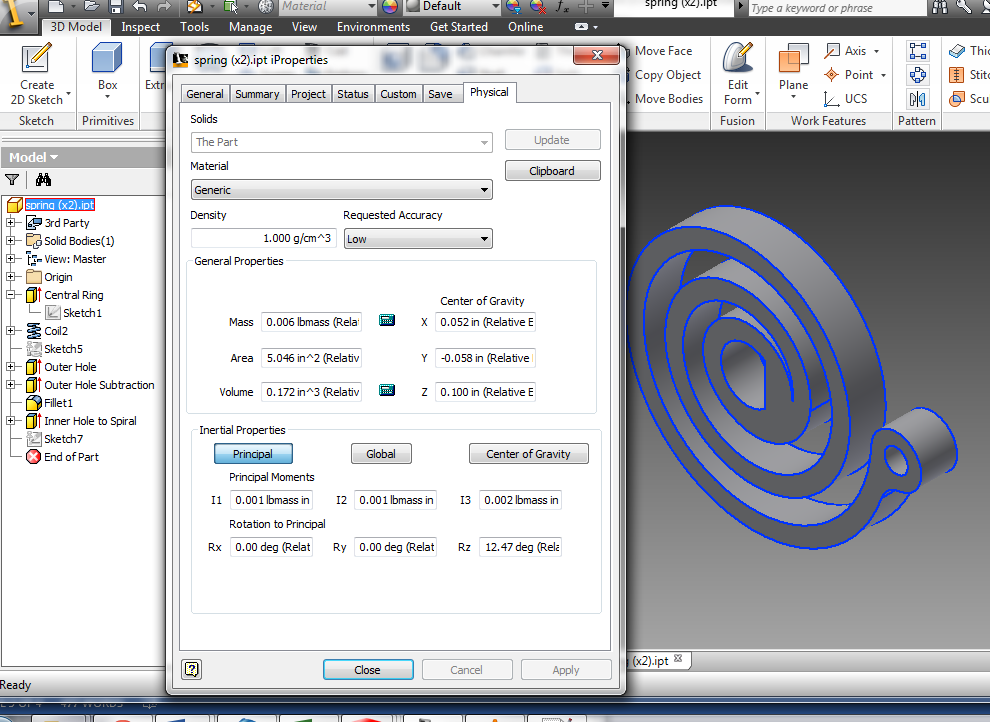 Material
Default
spring (x2).ipt
Type a keyword or phrase
3D Model Inspect Tools Manage View Environments Get Started Online
Create
2D Sketch
Box
Extr
Move Face
Copy Object
Move Bodies
Edit
Form
Plane
Axis
Point
UCS
Thic
Stitc
Scu
Sketch Primitives Fusion Work Features Pattern
Model
spring (x2).ipt
3rd Party
Solid Bodies(1)
View: Master
Origin
Central Ring
Sketch1
Coil2
Sketch5
Outer Hole
Outer Hole Subtraction
Fillet1
Inner Hole to Spiral
Sketch7
End of Part
spring (x2).ipt iProperties
General Summary Project Status Custom Save Physical
Solids
The Part
Update
Material
Clipboard
Generic
Density Requested Accuracy
1.000 g/cm^3 Low
General Properties
Center of Gravity
Mass 0.006 lbmass (Relat X 0.052 in (Relative E
Area 5.046 in^2 (Relativ Y -0.058 in (Relative
Volume 0.172 in^3 (Relativ Z 0.100 in (Relative E
Inertial Properties
Principal Global Center of Gravity
Principal Moments
I1 0.001 lbmass in I2 0.001 lbmass in I3 0.002 lbmass in
Rotation to Principal
Rx 0.00 deg (Relat Ry 0.00 deg (Relat Rz 12.47 deg (Rela
Close Cancel Apply
(x2).ipt
Ready
477 WORDS